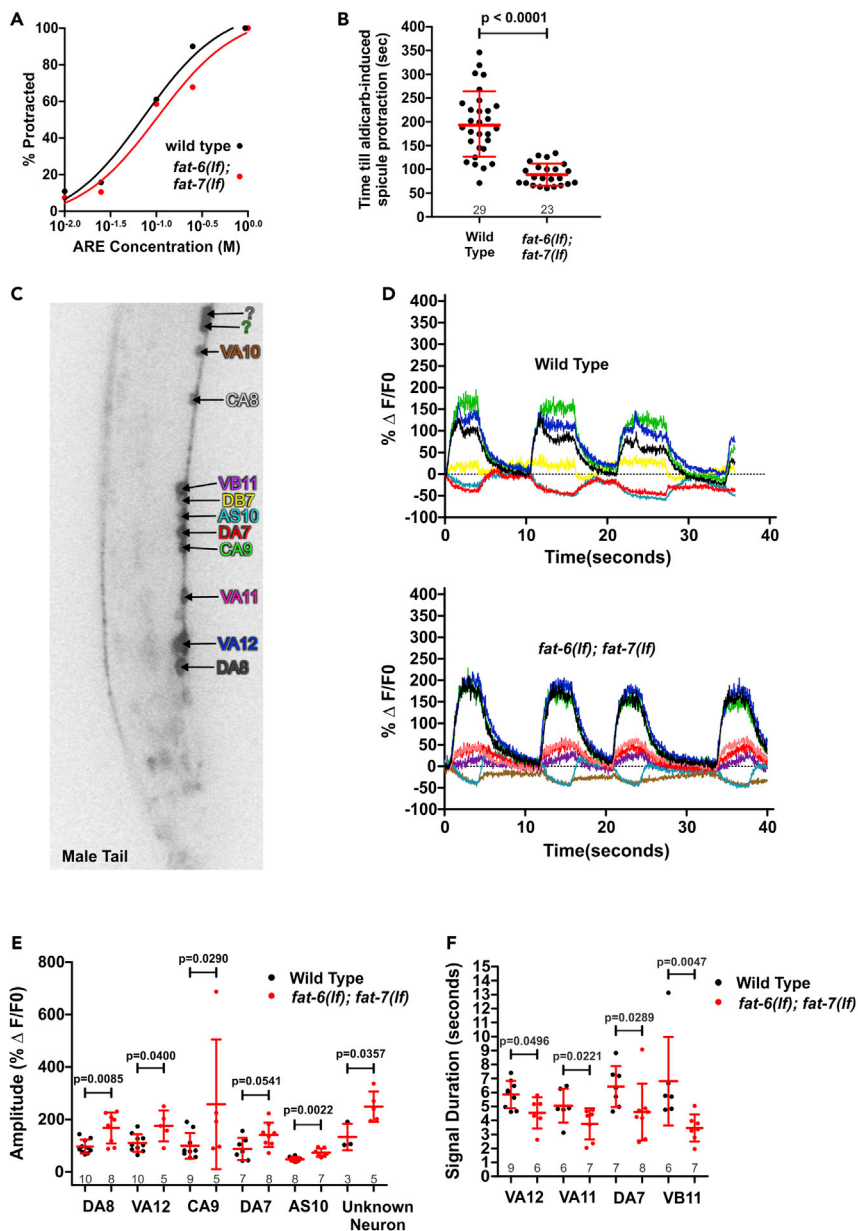 A
% Protracted
100
80
60
40
20
0
wild type
fat-6(lf);
fat-7(lf)
10-2.0 10-1.5 10-1.0 10-0.5 100.0
ARE Concentration (M)
B
p < 0.0001
Time till aldicarb-induced
spicule protraction (sec)
400
350
300
250
200
150
100
50
0
29 23
Wild
Type
fat-6(lf);
fat-7(lf)
C
?
?
VA10
CA8
VB11
DB7
AS10
DA7
CA9
VA11
VA12
DA8
Male Tail
D
Wild Type
% Δ F/F0
400
350
300
250
200
150
100
50
0
-50
-100
0 10 20 30 40
Time(seconds)
fat-6(lf); fat-7(lf)
% Δ F/F0
400
350
300
250
200
150
100
50
0
-50
-100
0 10 20 30 40
Time(seconds)
E
Amplitude (% Δ F/F0)
800
600
400
200
0
Wild Type
fat-6(lf); fat-7(lf)
p=0.0085
p=0.0400
p=0.0290
p=0.0541
p=0.0022
p=0.0357
10 8 10 5 9 5 7 8 8 7 3 5
DA8 VA12 CA9 DA7 AS10 Unknown
Neuron
F
Signal Duration (seconds)
15
14
13
12
11
10
9
8
7
6
5
4
3
2
1
0
Wild Type
fat-6(lf); fat-7(lf)
p=0.0496
p=0.0221
p=0.0289
p=0.0047
9 6 6 7 7 8 6 7
VA12 VA11 DA7 VB11